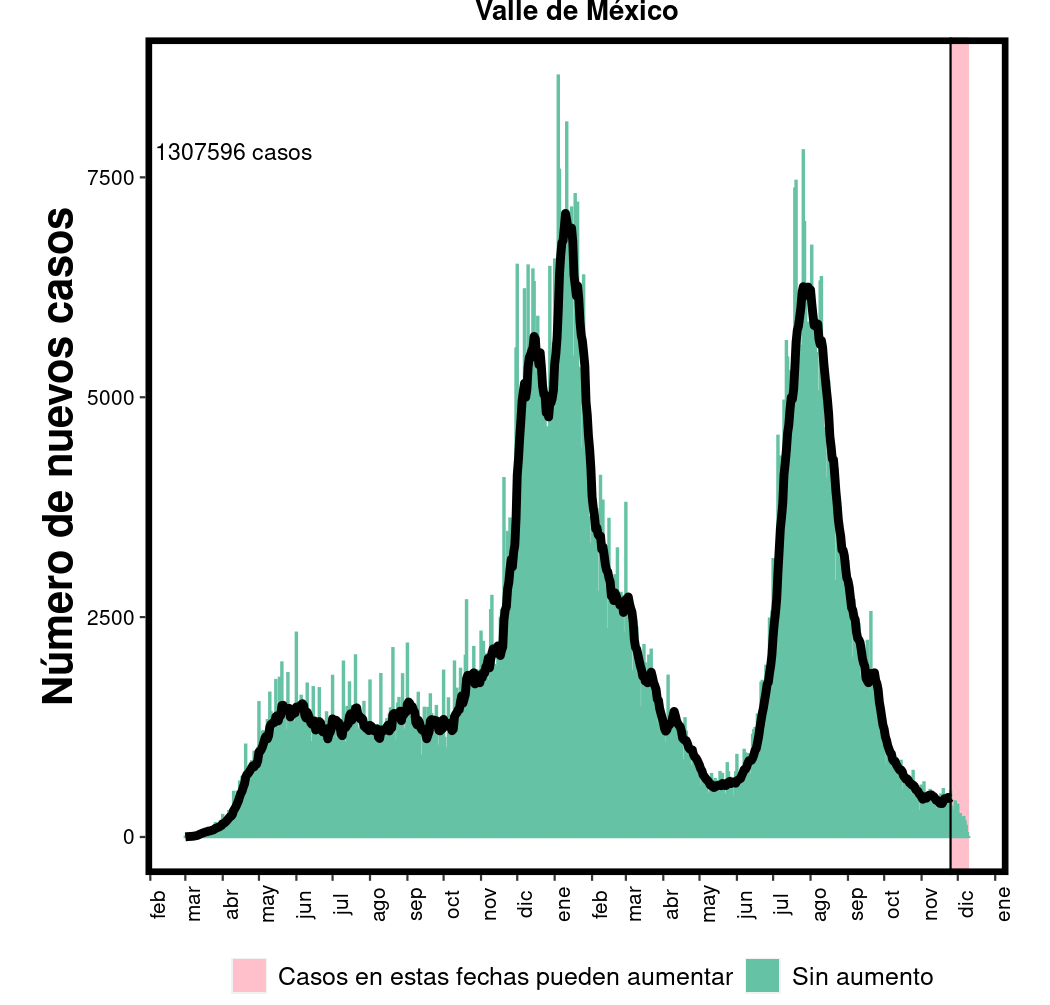 Valle de México
1307596 casos
Número de nuevos casos
7500
5000
2500
0
feb mar abr may jun jul ago sep oct nov dic ene feb mar abr may jun jul ago sep oct nov dic ene
Casos en estas fechas pueden aumentar Sin aumento